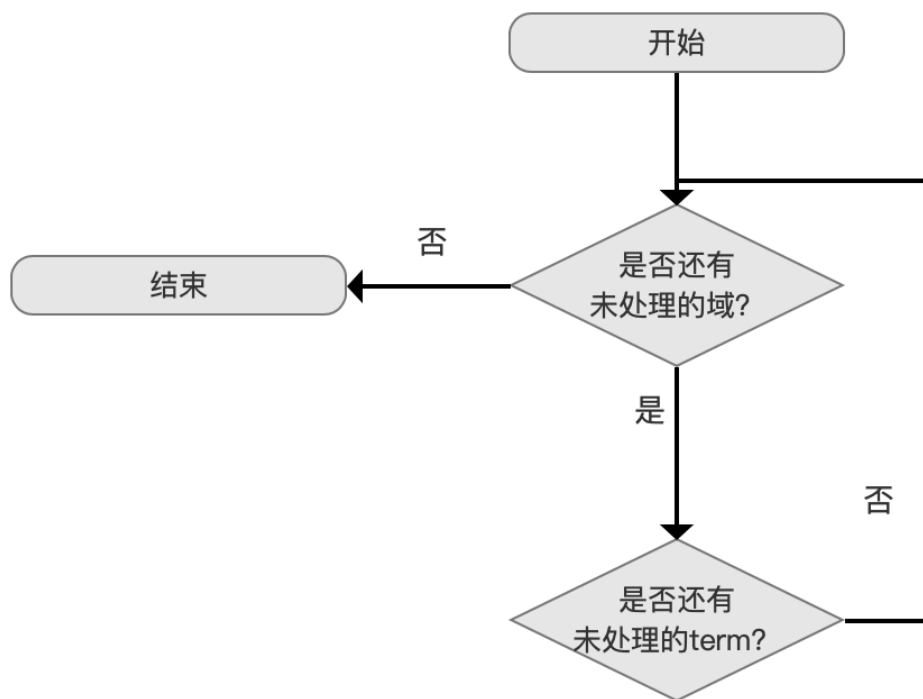 开始
否
结束
是否还有
未处理的域?
是
否
是否还有
未处理的term?